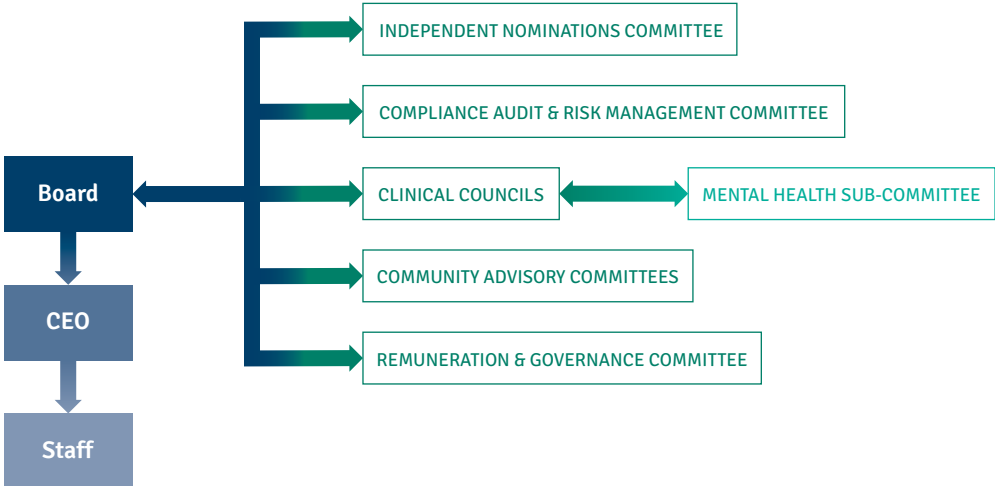 INDEPENDENT NOMINATIONS COMMITTEE
COMPLIANCE AUDIT & RISK MANAGEMENT COMMITTEE
Board
CLINICAL COUNCILS
MENTAL HEALTH SUB-COMMITTEE
COMMUNITY ADVISORY COMMITTEES
CEO
REMUNERATION & GOVERNANCE COMMITTEE
Staff